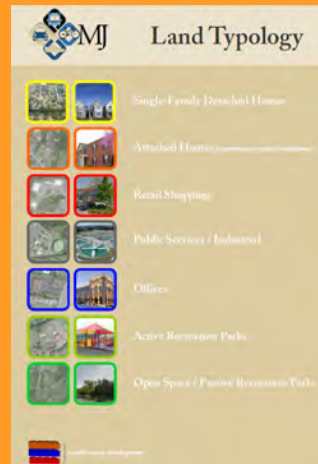 MJ Land Typology
Single-Family Detached Homes
Attached Homes
Retail Shopping
Public Services / Industrial
Offices
Active Recreation Parks
Open Space / Passive Recreation Parks